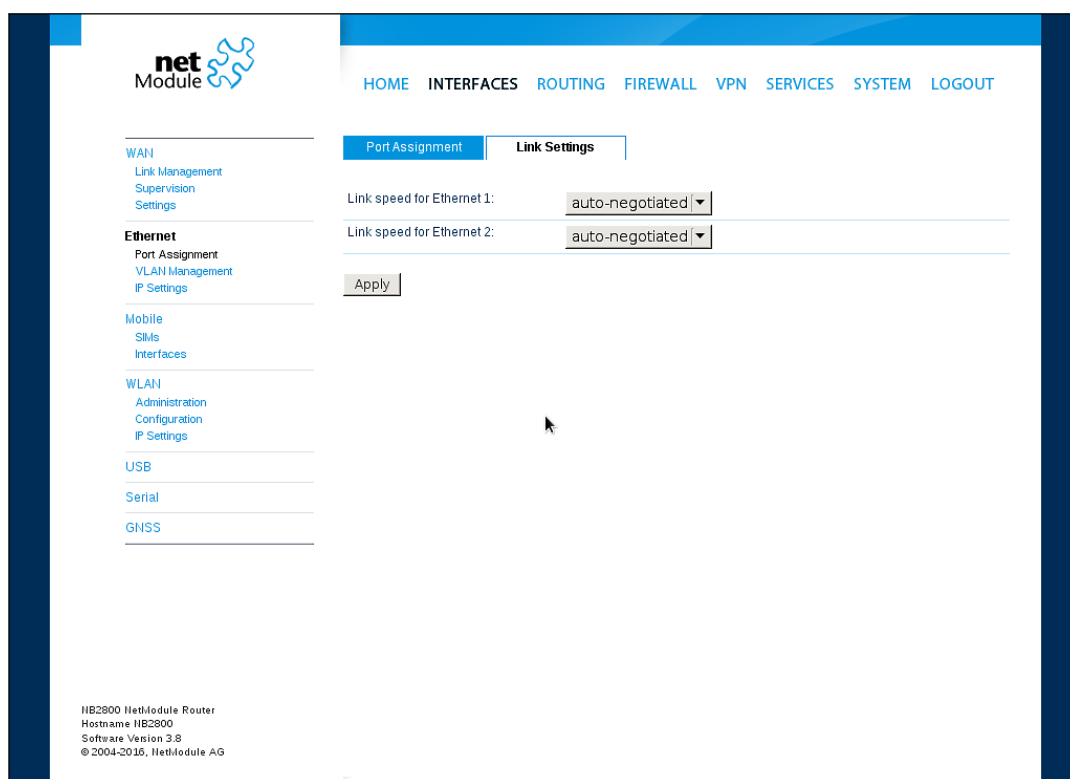 net
Module
HOME INTERFACES ROUTING FIREWALL VPN SERVICES SYSTEM LOGOUT
WAN
Link Management
Supervision
Settings
Ethernet
Port Assignment
VLAN Management
IP Settings
Mobile
SIMs
Interfaces
WLAN
Administration
Configuration
IP Settings
USB
Serial
GNSS
Port Assignment Link Settings
Link speed for Ethernet 1: auto-negotiated
Link speed for Ethernet 2: auto-negotiated
Apply
NB2800 NetModule Router
Hostname NB2800
Software Version 3.8
© 2004-2016, NetModule AG